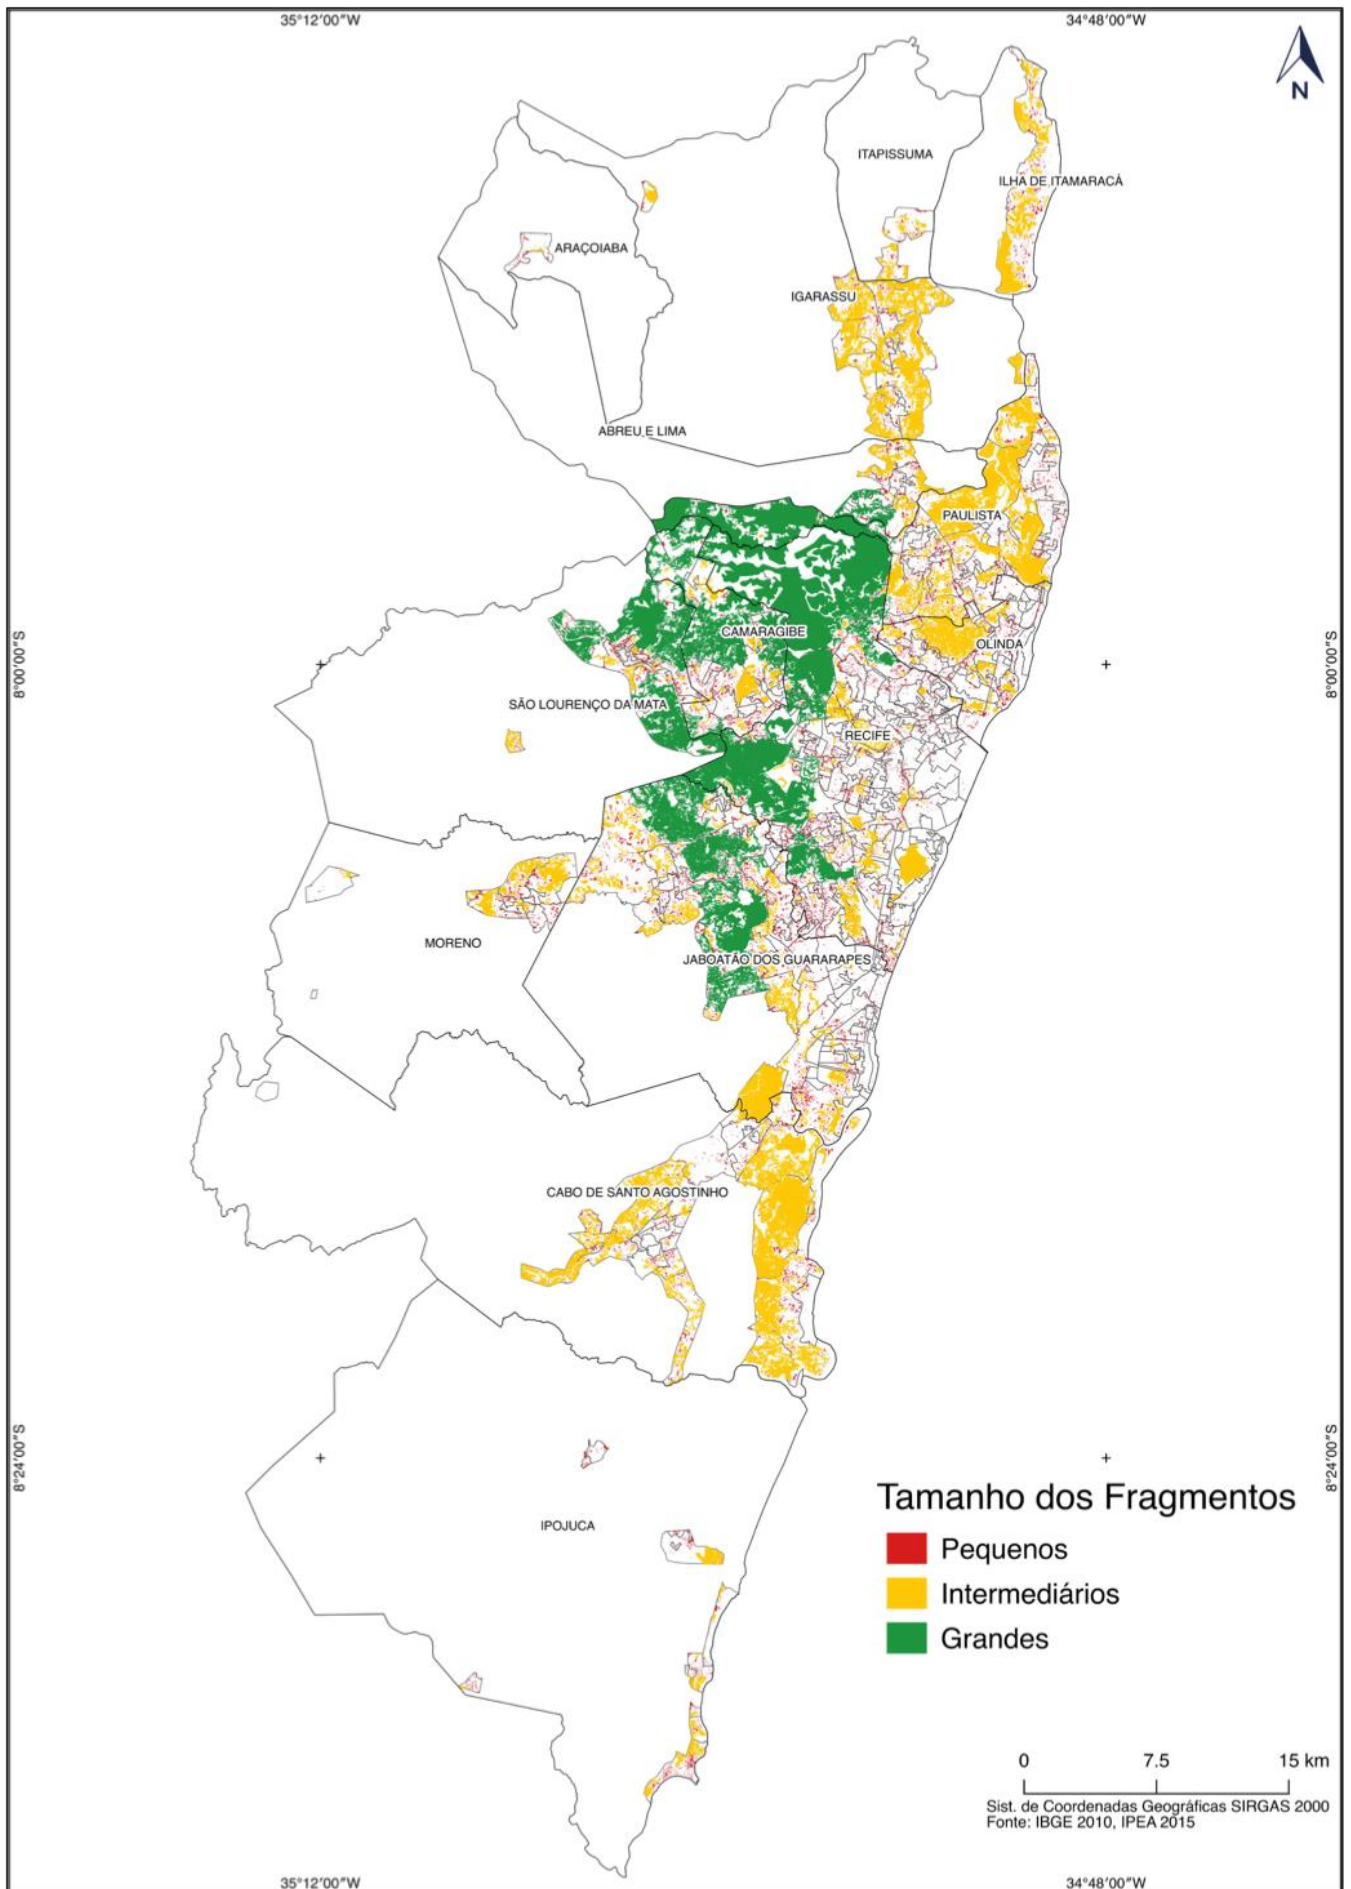 35°12'00"W
34°48'00"W
N
ITAPISSUMA
ILHA DE ITAMARACÁ
ARAÇOIABA
IGARASSU
ABREU E LIMA
PAULISTA
CAMARAGIBE
OLINDA
8°00'00"S
8°00'00"S
SÃO LOURENÇO DA MATA
RECIFE
MORENO
JABOATÃO DOS GUARARAPES
CABO DE SANTO AGOSTINHO
8°24'00"S
8°24'00"S
IPOJUCA
Tamanho dos Fragmentos
Pequenos
Intermediários
Grandes
0 7.5 15 km
Sist. de Coordenadas Geográficas SIRGAS 2000
Fonte: IBGE 2010, IPEA 2015
35°12'00"W
34°48'00"W